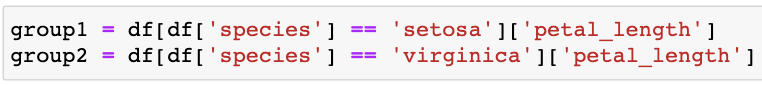 group1 = df[df['species'] == 'setosa']['petal_length']
group2 = df[df['species'] == 'virginica']['petal_length']